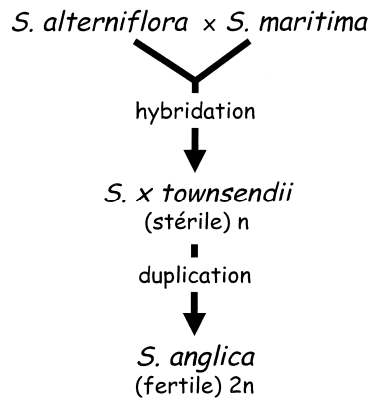 S. alterniflora x S. maritima
hybridation
S. x townsendii
(stérile) n
duplication
S. anglica
(fertile) 2n